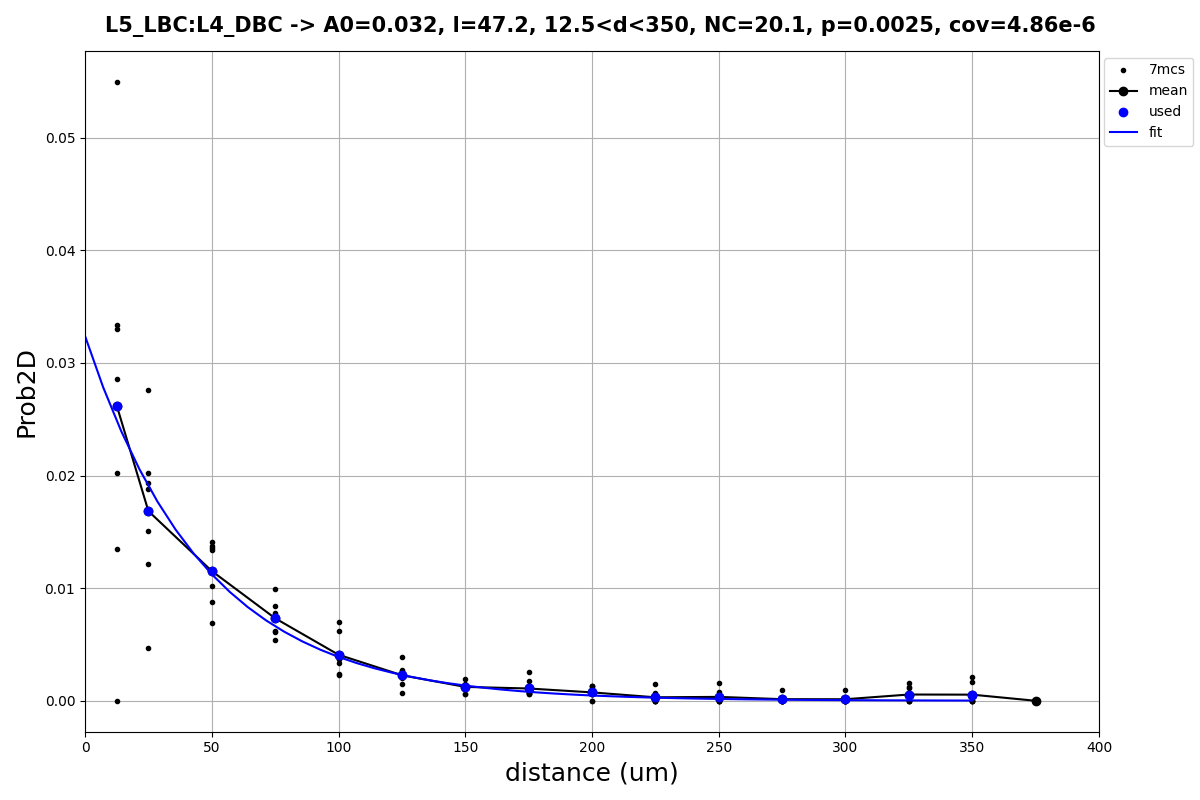 L5_LBC:L4_DBC -> A0=0.032, l=47.2, 12.5<d<350, NC=20.1, p=0.0025, cov=4.86e-6
7mcs
mean
used
fit
Prob2D
0.05
0.04
0.03
0.02
0.01
0.00
0 50 100 150 200 250 300 350 400
distance (um)